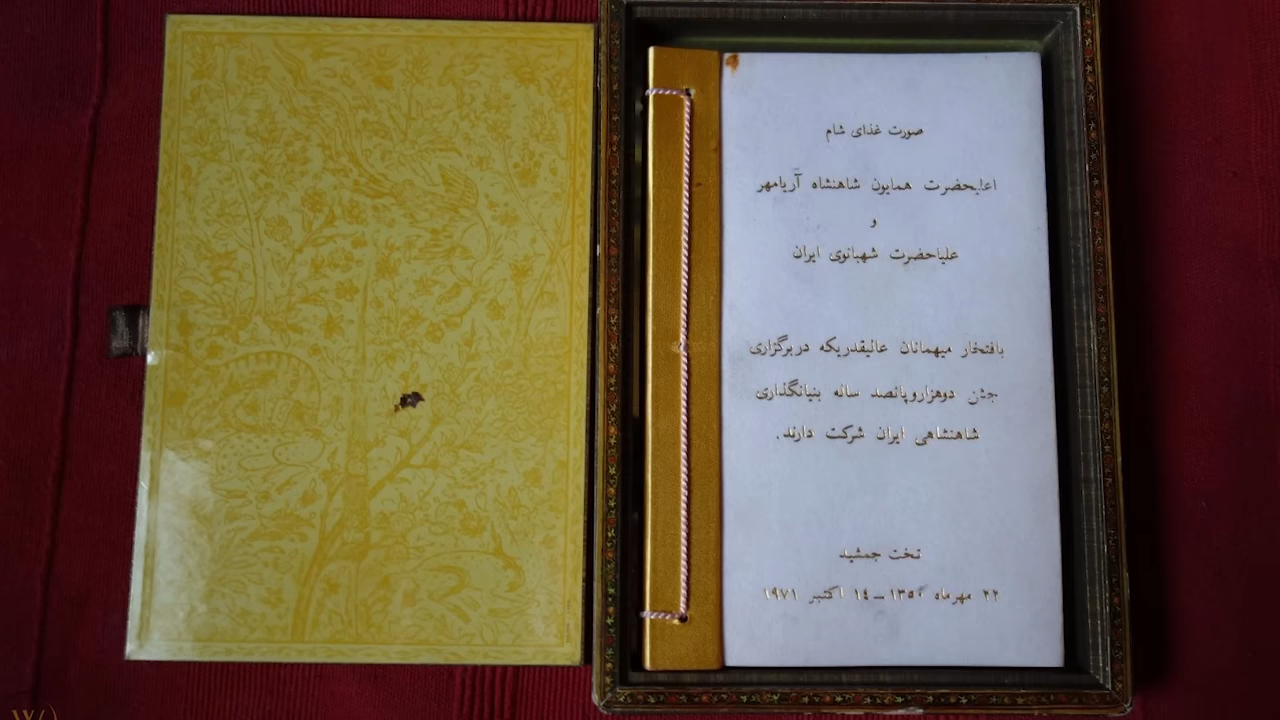 صورت غذای شام
اعلیحضرت همایون شاهنشاه آریامهر
و
علیاحضرت شهبانوی ایران
بافتخار میهمانان عالیقدریکه دربرگزاری
جشن دوهزاروپانصد ساله بنیانگذاری
شاهنشاهی ایران شرکت دارند.
تخت جمشید
۲۲ مهرماه ۱۳۵۰ – ۱٤ اکتبر ۱۹۷۱